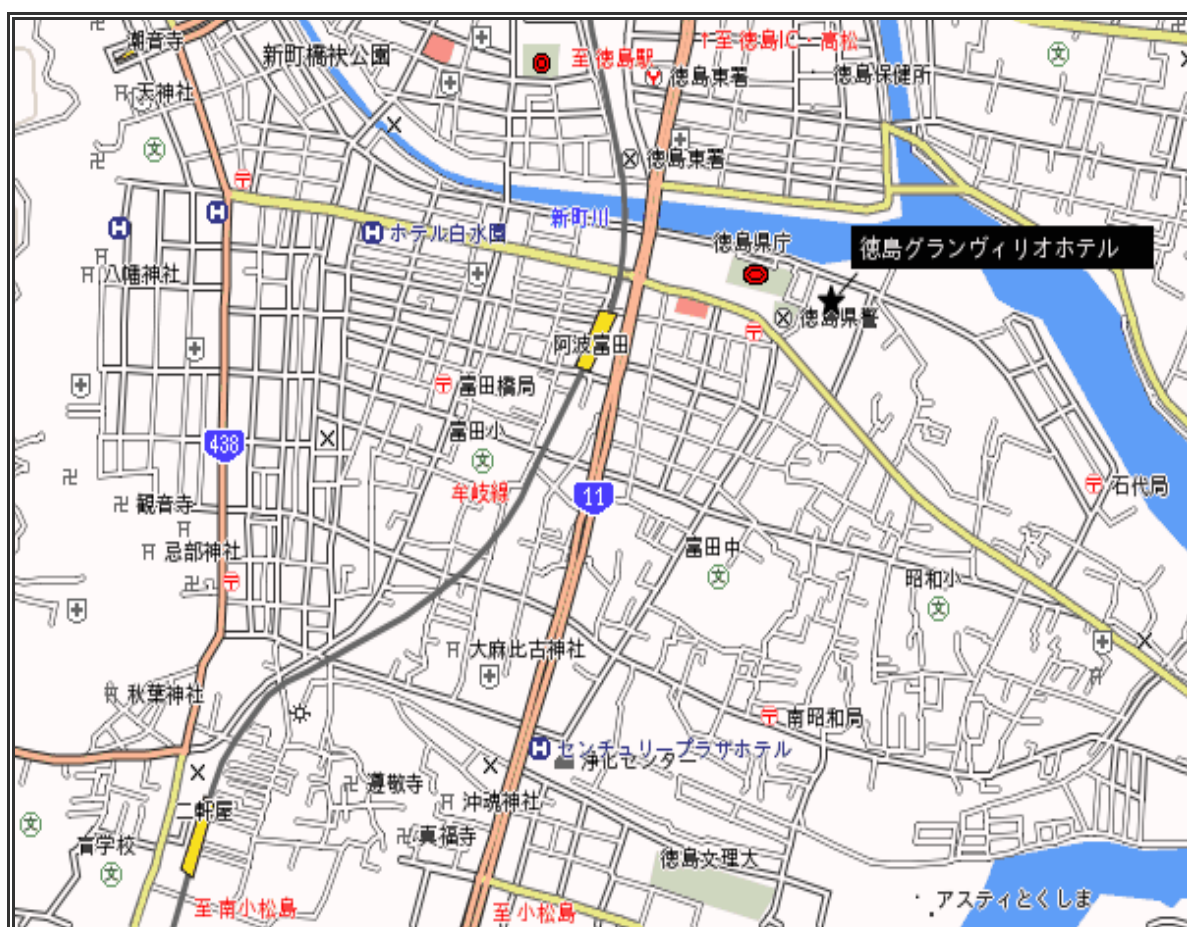 潮音寺
新町橋袂公園
至徳島駅
↑至徳島IC・高松
徳島東署
徳島保健所
天神社
徳島東署
新町川
ホテル白水園
徳島県庁
徳島グランヴィリオホテル
八幡神社
徳島県警
阿波富田
富田橋局
富田小
438
牟岐線
11
石代局
観音寺
忌部神社
富田中
昭和小
大麻比古神社
秋葉神社
南昭和局
センチュリープラザホテル
浄化センター
遵敬寺
沖魂神社
二軒屋
盲学校
真福寺
徳島文理大
至南小松島
至小松島
アスティとくしま